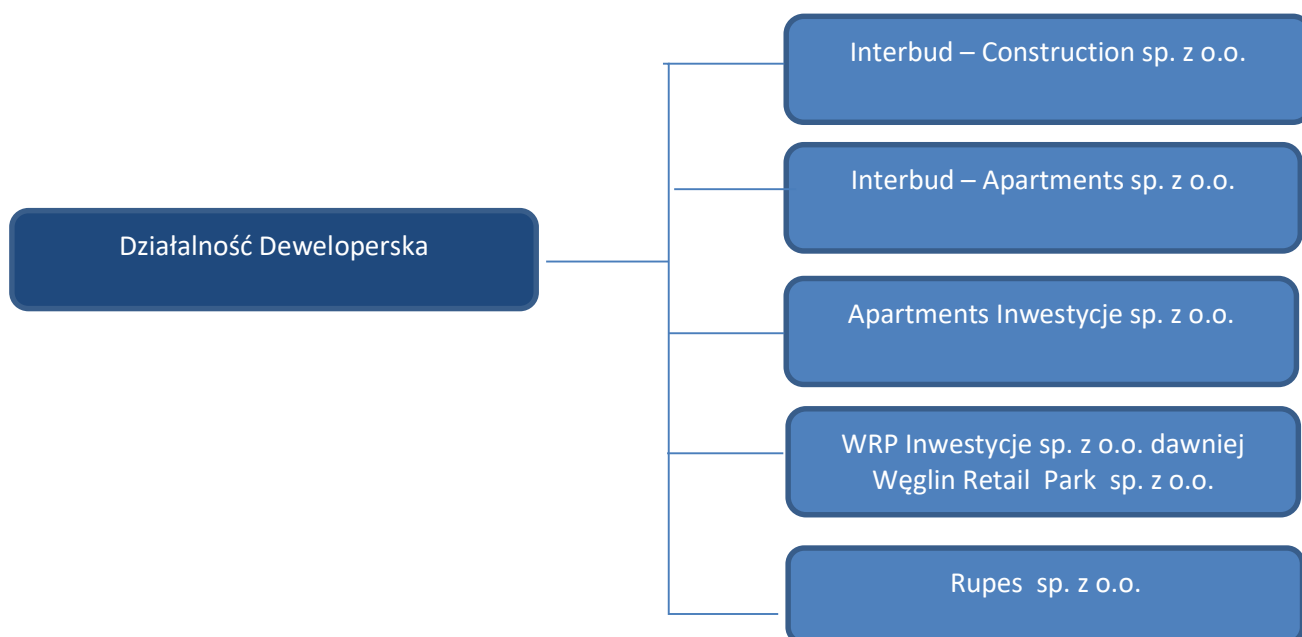 Interbud – Construction sp. z o.o.
Interbud – Apartments sp. z o.o.
Działalność Deweloperska
Apartments Inwestycje sp. z o.o.
WRP Inwestycje sp. z o.o. dawniej
Węglin Retail Park sp. z o.o.
Rupes sp. z o.o.